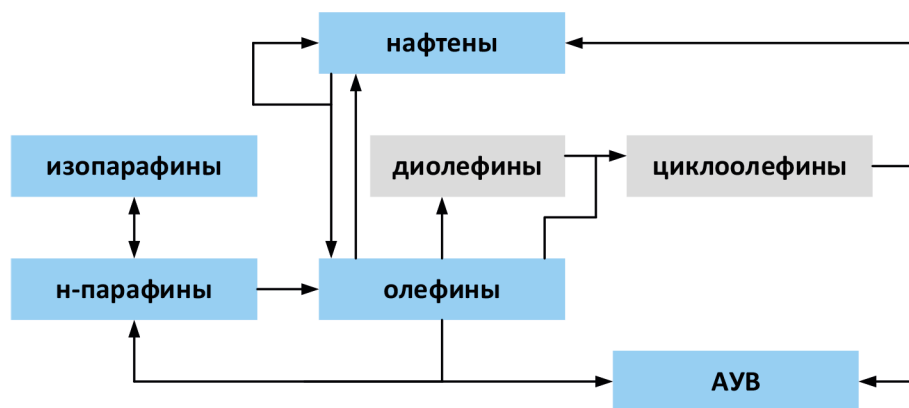 нафтены
изопарафины
диолефины
циклоолефины
н-парафины
олефины
АУВ